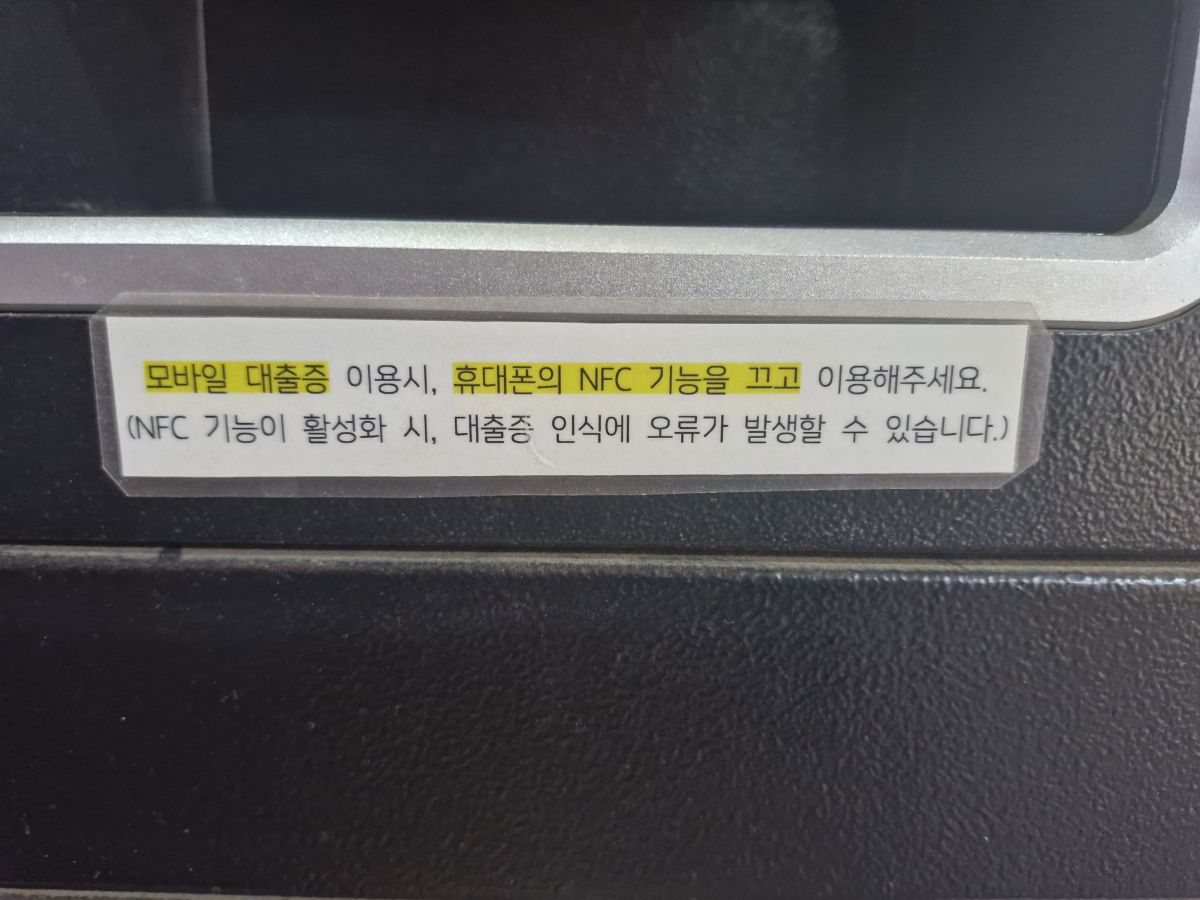 모바일 대출증 이용시, 휴대폰의 NFC 기능을 끄고 이용해주세요.
(NFC 기능이 활성화 시, 대출증 인식에 오류가 발생할 수 있습니다.)